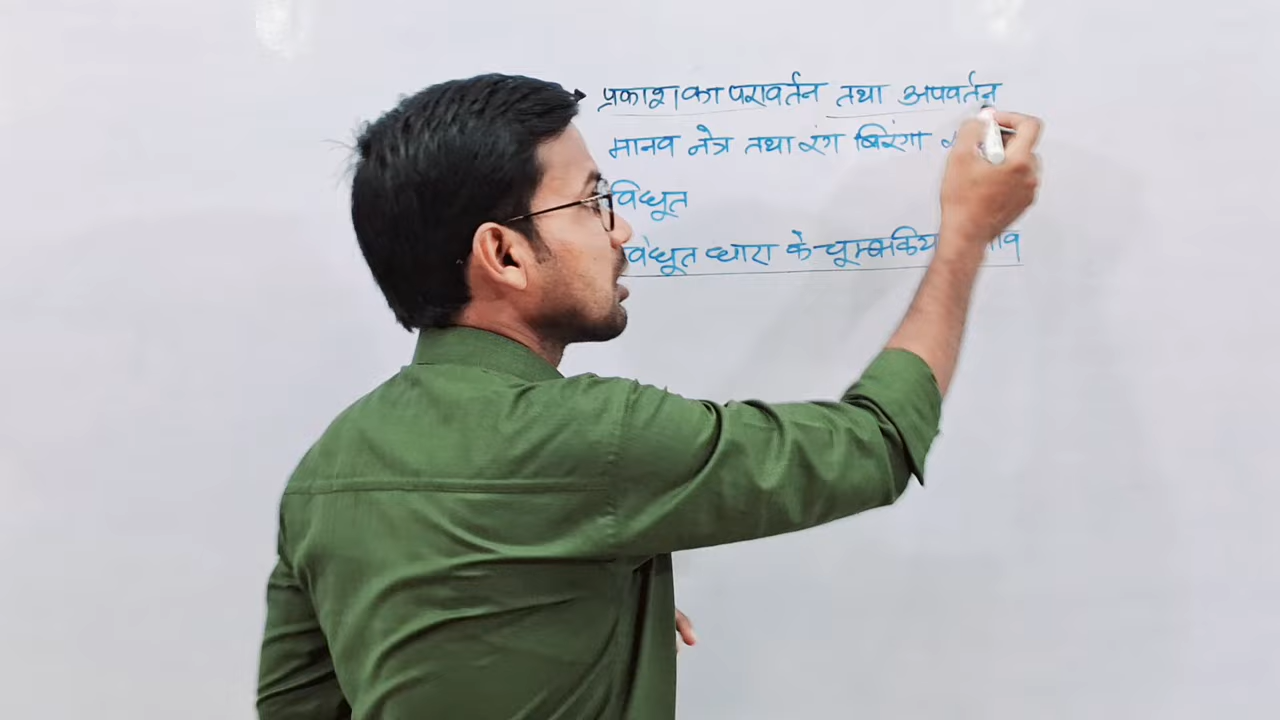 प्रकाश का परावर्तन तथा अपवर्तन
मानव नेत्र तथा रंग बिरंगा
विधूत
विधूत धारा के चूम्बकिय